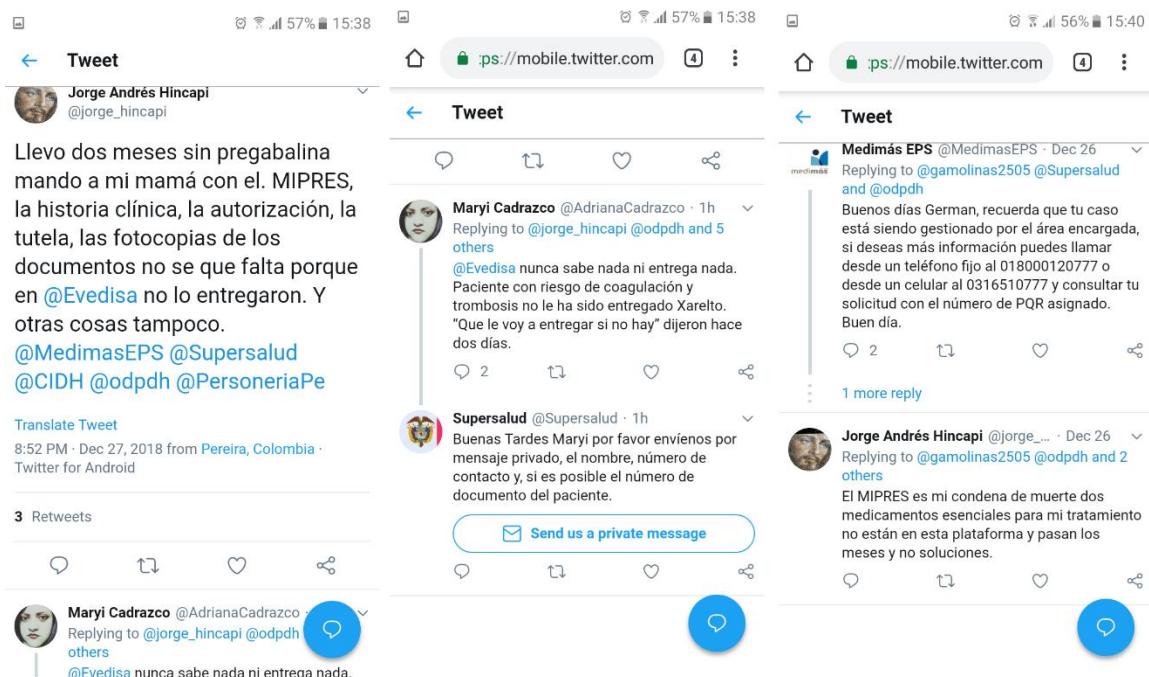 57% 15:38
Tweet
Jorge Andrés Hincapi
@jorge_hincapi
Llevo dos meses sin pregabalina
mando a mi mamá con el. MIPRES,
la historia clínica, la autorización, la
tutela, las fotocopias de los
documentos no se que falta porque
en @Evedisa no lo entregaron. Y
otras cosas tampoco.
@MedimasEPS @Supersalud
@CIDH @odpdh @PersoneriaPe
Translate Tweet
8:52 PM · Dec 27, 2018 from Pereira, Colombia ·
Twitter for Android
3 Retweets
Maryi Cadrazco @AdrianaCadrazco ·
Replying to @jorge_hincapi @odpdh
others
@Evedisa nunca sabe nada ni entrega nada.
57% 15:38
:ps://mobile.twitter.com 4
Tweet
Maryi Cadrazco @AdrianaCadrazco · 1h
Replying to @jorge_hincapi @odpdh and 5
others
@Evedisa nunca sabe nada ni entrega nada.
Paciente con riesgo de coagulación y
trombosis no le ha sido entregado Xarelto.
"Que le voy a entregar si no hay" dijeron hace
dos días.
2
Supersalud @Supersalud · 1h
Buenas Tardes Maryi por favor envíenos por
mensaje privado, el nombre, número de
contacto y, si es posible el número de
documento del paciente.
Send us a private message
56% 15:40
:ps://mobile.twitter.com 4
Tweet
medimás
Medimás EPS @MedimasEPS · Dec 26
Replying to @gamolinas2505 @Supersalud
and @odpdh
Buenos días German, recuerda que tu caso
está siendo gestionado por el área encargada,
si deseas más información puedes llamar
desde un teléfono fijo al 018000120777 o
desde un celular al 0316510777 y consultar tu
solicitud con el número de PQR asignado.
Buen día.
2
1 more reply
Jorge Andrés Hincapi @jorge_... · Dec 26
Replying to @gamolinas2505 @odpdh and 2
others
El MIPRES es mi condena de muerte dos
medicamentos esenciales para mi tratamiento
no están en esta plataforma y pasan los
meses y no soluciones.